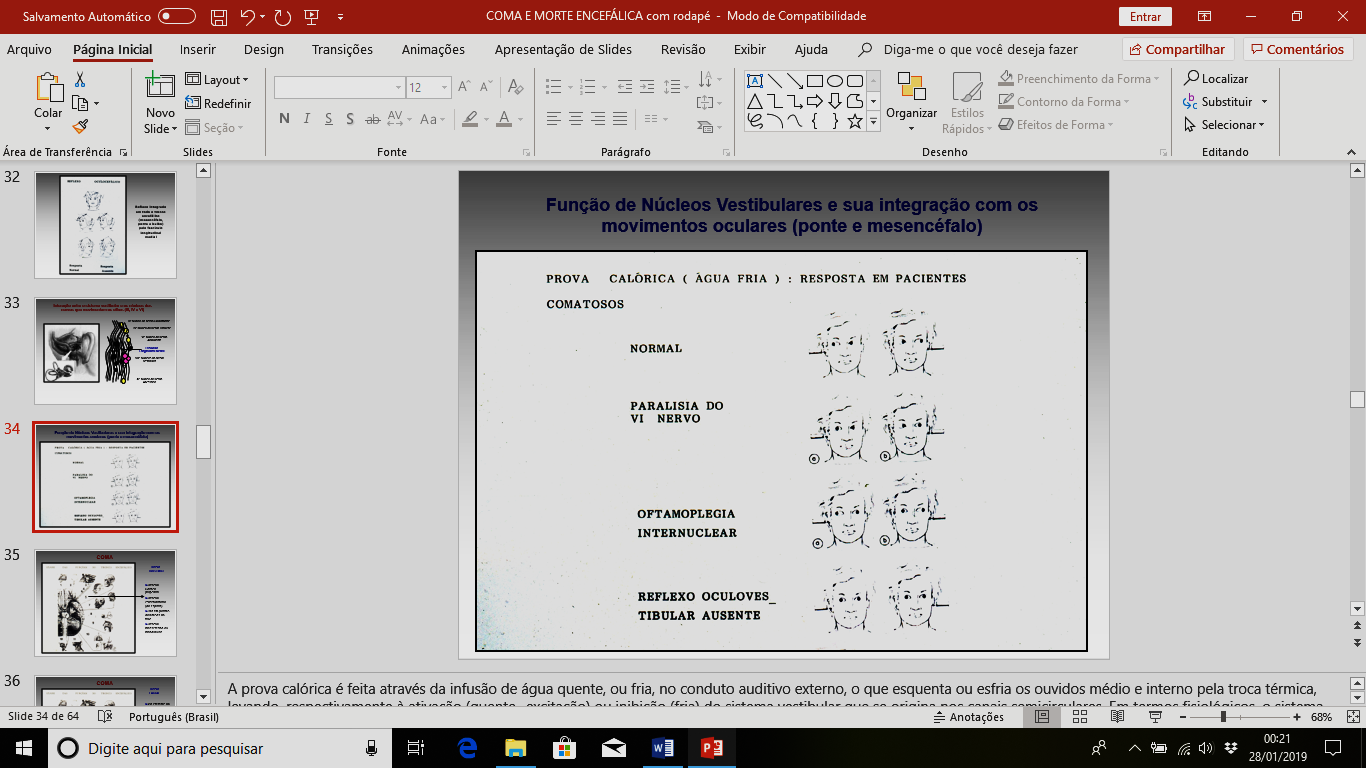 Salvamento Automático
COMA E MORTE ENCEFÁLICA com rodapé - Modo de Compatibilidade
Entrar
Arquivo Página Inicial Inserir Design Transições Animações Apresentação de Slides Revisão Exibir Ajuda Diga-me o que você deseja fazer Compartilhar Comentários
Colar
Novo
Slide
Layout
Redefinir
Seção
12
N I S S ab AV Aa A
Organizar
Estilos
Rápidos
Preenchimento da Forma
Contorno da Forma
Efeitos de Forma
Localizar
Substituir
Selecionar
Área de Transferência Slides Fonte Parágrafo Desenho Editando
32
33
34
35
COMA
36
Função de Núcleos Vestibulares e sua integração com os
movimentos oculares (ponte e mesencéfalo)
PROVA CALÓRICA ( ÀGUA FRIA ) : RESPOSTA EM PACIENTES
COMATOSOS
NORMAL
PARALISIA DO
VI NERVO
OFTAMOPLEGIA
INTERNUCLEAR
REFLEXO OCULOVES_
TIBULAR AUSENTE
A prova calórica é feita através da infusão de água quente, ou fria, no conduto auditivo externo, o que esquenta ou esfria os ouvidos médio e interno pela troca térmica,
Slide 34 de 64 Português (Brasil) Anotações 68%
Digite aqui para pesquisar
00:21
28/01/2019